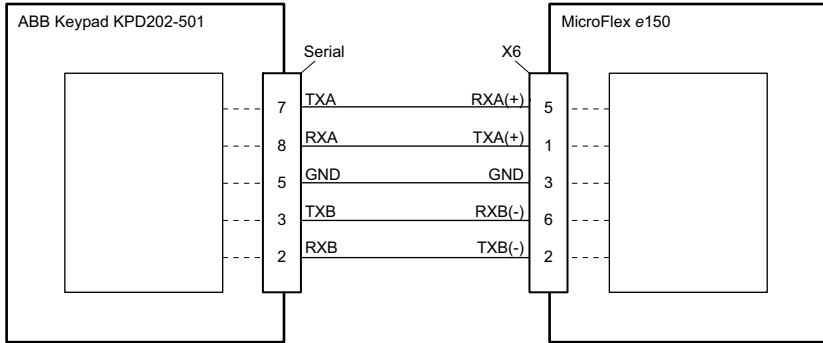 ABB Keypad KPD202-501
MicroFlex e150
Serial
X6
7 TXA RXA(+) 5
8 RXA TXA(+) 1
5 GND GND 3
3 TXB RXB(-) 6
2 RXB TXB(-) 2